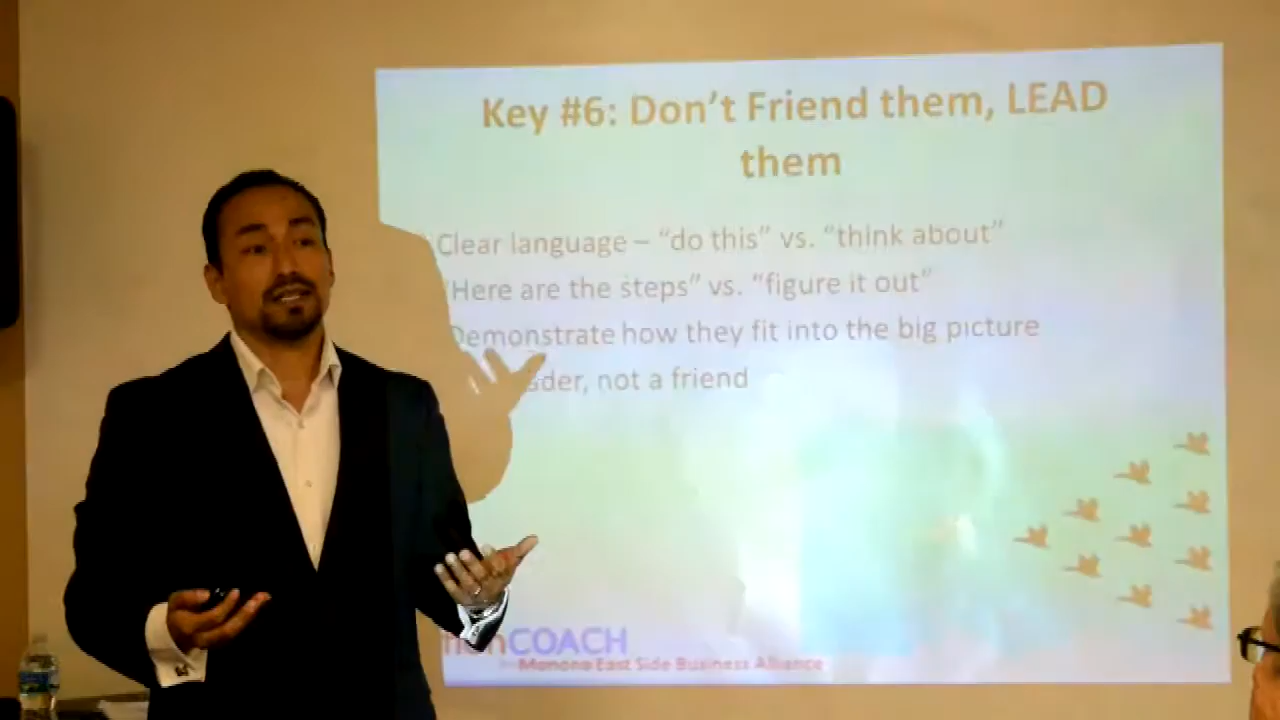 Key #6: Don't Friend them, LEAD
them
Clear language – "do this" vs. "think about"
"Here are the steps" vs. "figure it out"
Demonstrate how they fit into the big picture
not a friend
COACH
Monona East Side Business Alliance